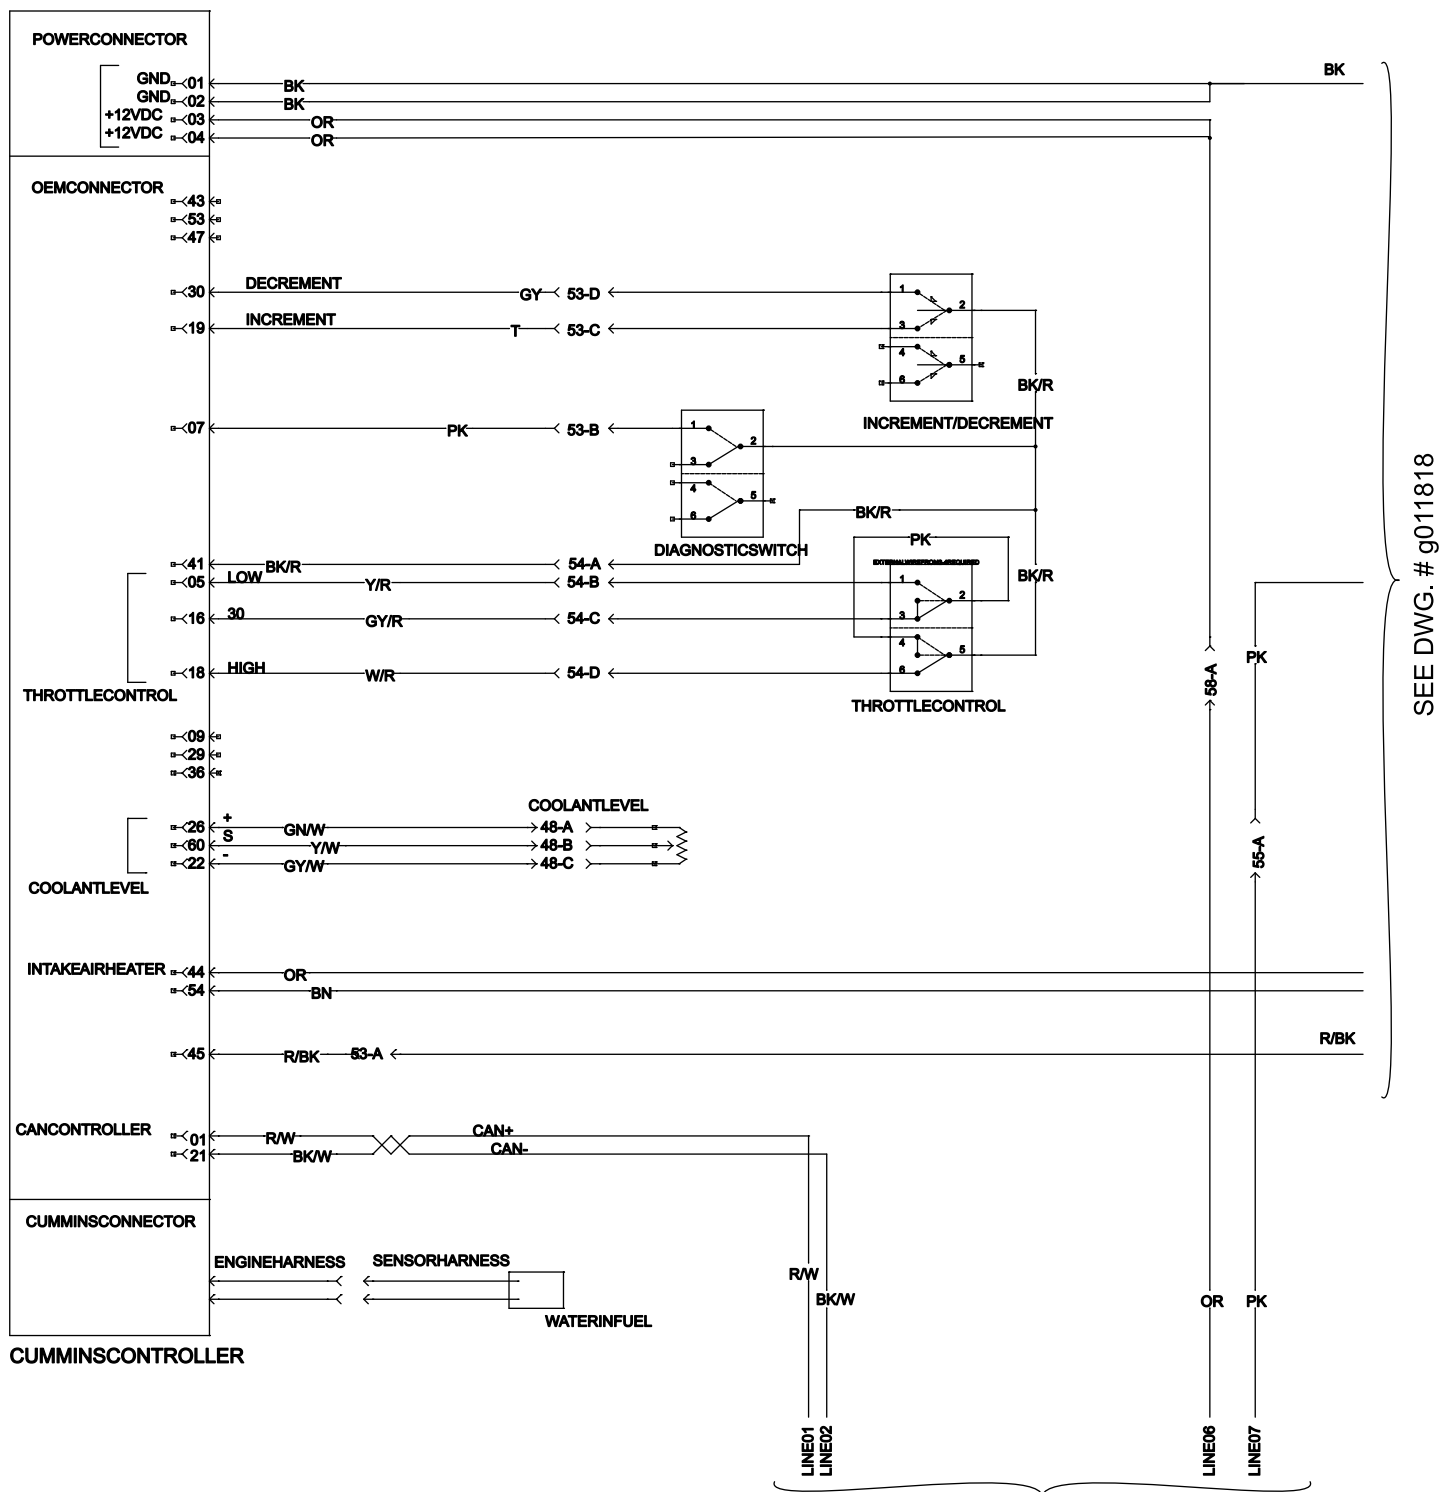 POWERCONNECTOR
GND 01 BK BK
GND 02 BK
+12VDC 03 OR
+12VDC 04 OR
OEMCONNECTOR
43
53
47
30 DECREMENT GY 53-D 1 2
19 INCREMENT T 53-C 3
4 5
6
BK/R
INCREMENT/DECREMENT
07 PK 53-B 1 2
3
4 5
6
BK/R
DIAGNOSTICSWITCH
PK
41 BK/R 54-A
05 LOW Y/R 54-B 1 2
BK/R
16 30 GY/R 54-C 3
4 5
18 HIGH W/R 54-D 6
THROTTLECONTROL
THROTTLECONTROL
58-A
PK
SEE DWG. # g011818
09
29
36
COOLANTLEVEL
26 + GN/W 48-A
60 S Y/W 48-B
22 - GY/W 48-C
COOLANTLEVEL
55-A
INTAKEAIRHEATER 44 OR
54 BN
45 R/BK 53-A R/BK
CANCONTROLLER
01 R/W CAN+
21 BK/W CAN-
CUMMINSCONNECTOR
ENGINEHARNESS SENSORHARNESS
WATERINFUEL
R/W
BK/W
OR PK
CUMMINSCONTROLLER
LINE01
LINE02
LINE06
LINE07